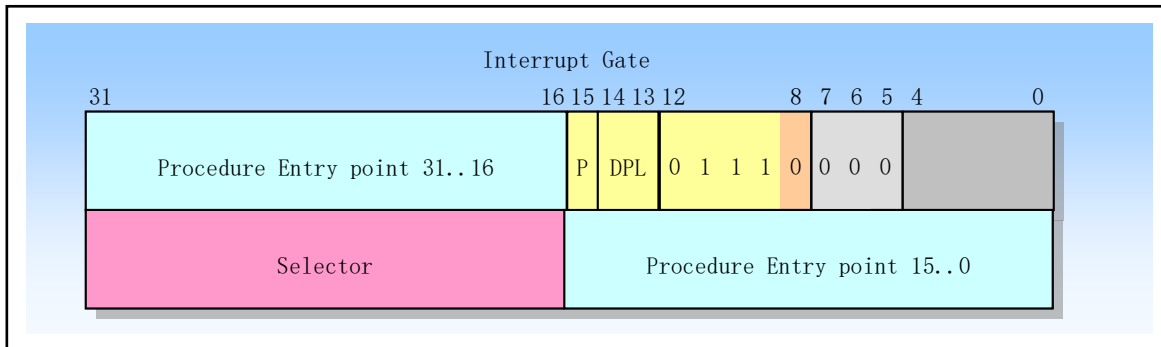 Interrupt Gate
31 16 15 14 13 12 8 7 6 5 4 0
Procedure Entry point 31..16 P DPL 0 1 1 1 0 0 0 0
Selector Procedure Entry point 15..0